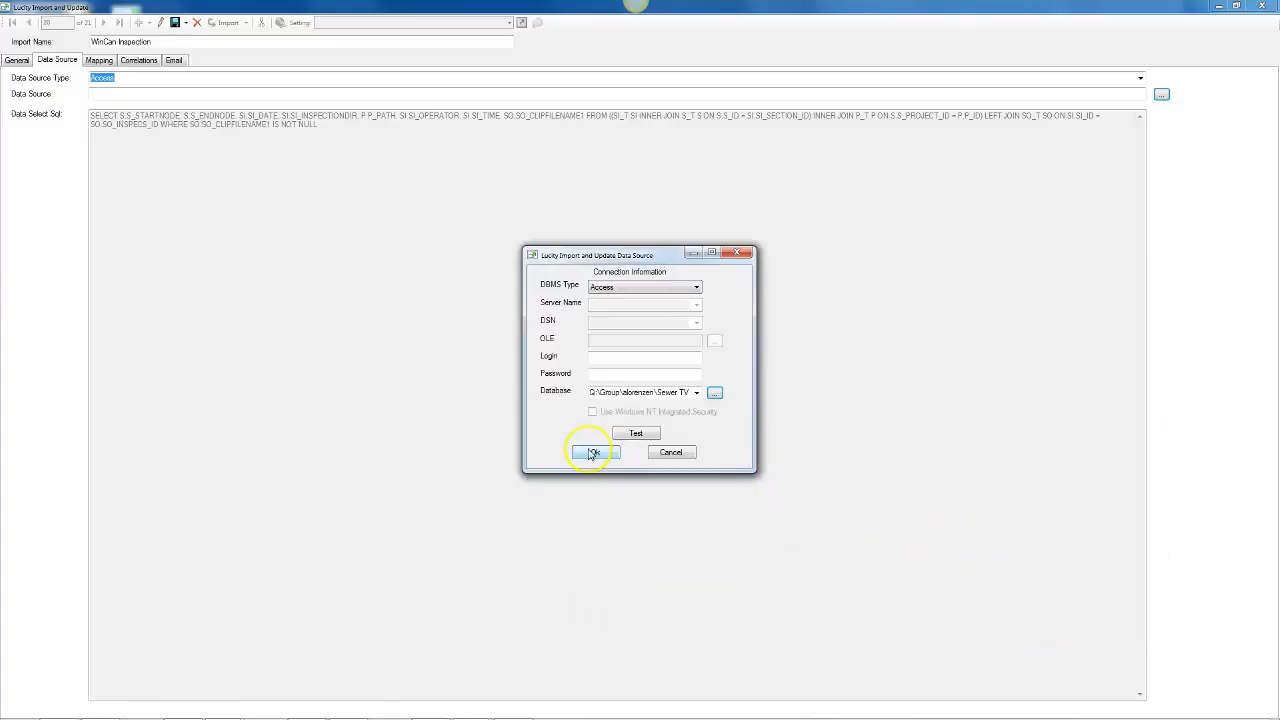 Lucity Import and Update
20 of 21 Import Setting:
Import Name: WinCan Inspection
General Data Source Mapping Correlations Email
Data Source Type: Access
Data Source: ...
Data Select Sql: SELECT S.S_STARTNODE, S.S_ENDNODE, SI.SI_DATE, SI.SI_INSPECTIONDIR, P.P_PATH, SI.SI_OPERATOR, SI.SI_TIME, SO.SO_CLIPFILENAME1 FROM ((SI_T SI INNER JOIN S_T S ON S.S_ID = SI.SI_SECTION_ID) INNER JOIN P_T P ON S.S_PROJECT_ID = P.P_ID) LEFT JOIN SO_T SO ON SI.SI_ID =
SO.SO_INSPECS_ID WHERE SO.SO_CLIPFILENAME1 IS NOT NULL
Lucity Import and Update Data Source
Connection Information
DBMS Type Access
Server Name
DSN
OLE ...
Login
Password
Database Q:\Group\alorenzen\Sewer TV ...
Use Windows NT Integrated Security
Test
Ok Cancel